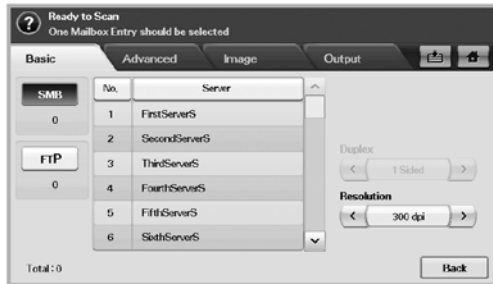 Ready to Scan
One Mailbox Entry should be selected
Basic
Advanced
Image
Output
SMB
0
FTP
0
No.
Server
1
FirstServerS
2
SecondServerS
3
ThirdServerS
4
FourthServerS
5
FifthServerS
6
SixthServerS
Duplex
1 Sided
Resolution
300 dpi
Total : 0
Back